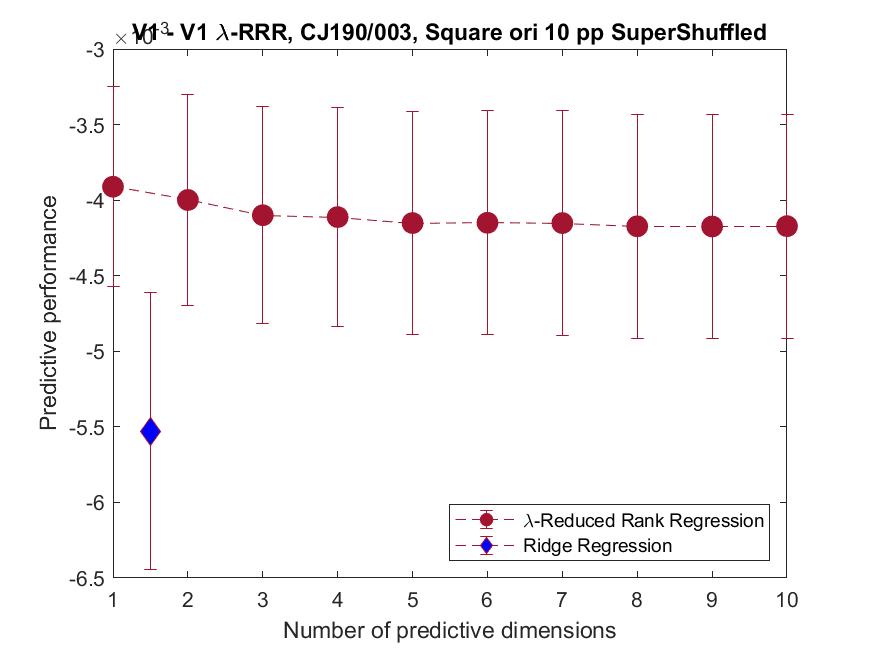 V1 - V1 λ-RRR, CJ190/003, Square ori 10 pp SuperShuffled
×10-3
-3
-3.5
-4
-4.5
-5
-5.5
-6
-6.5
Predictive performance
λ-Reduced Rank Regression
Ridge Regression
1 2 3 4 5 6 7 8 9 10
Number of predictive dimensions